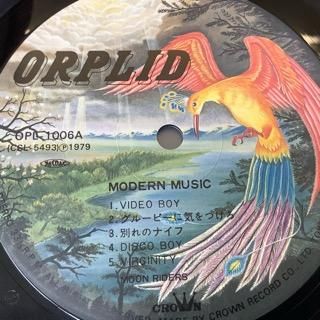 ORPLID
OPL-1006A
(CSL-5493)Ⓟ1979
MODERN MUSIC
1. VIDEO BOY
2. グルーピーに気をつけろ
3. 別れのナイフ
4. DISCO BOY
5. VIRGINITY
MOON RIDERS
CROWN
MADE BY CROWN RECORD CO. LTD.